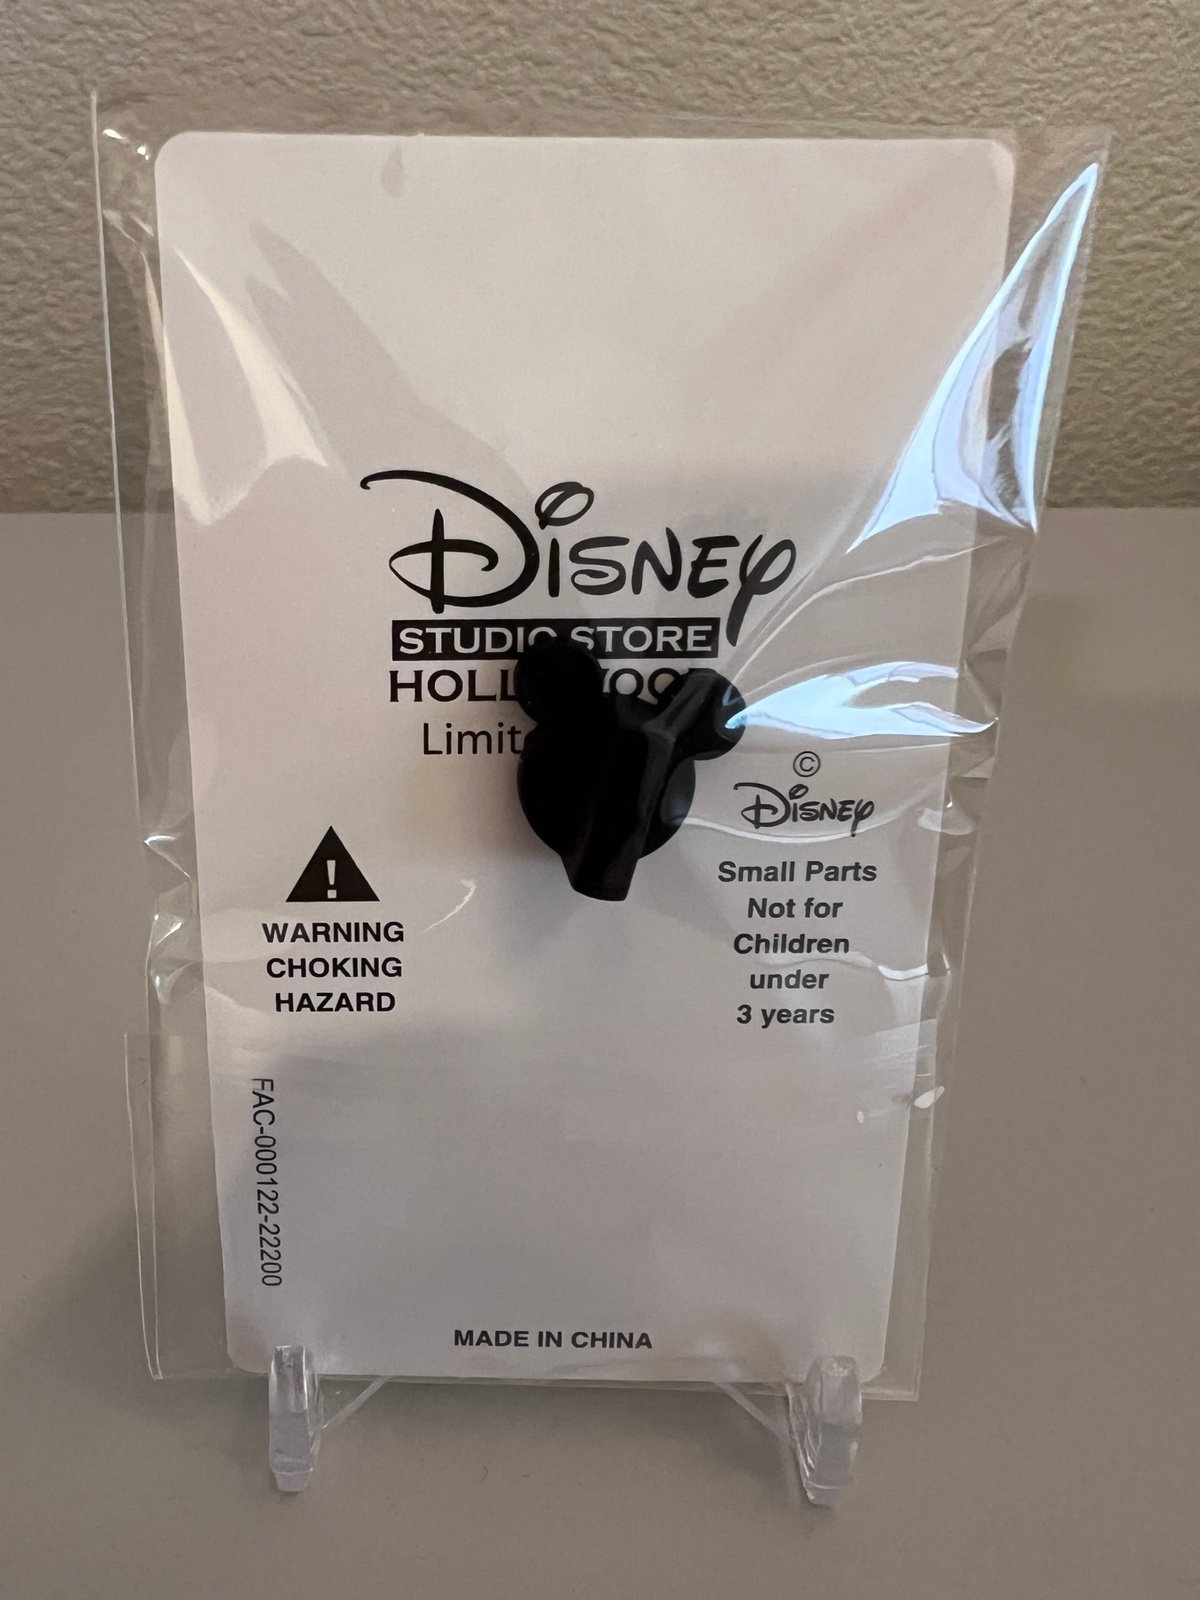 Disney
STUDIO STORE
HOLLYWOOD
Limit
©
Disney
Small Parts
Not for
Children
under
3 years
!
WARNING
CHOKING
HAZARD
FAC-000122-22200
MADE IN CHINA